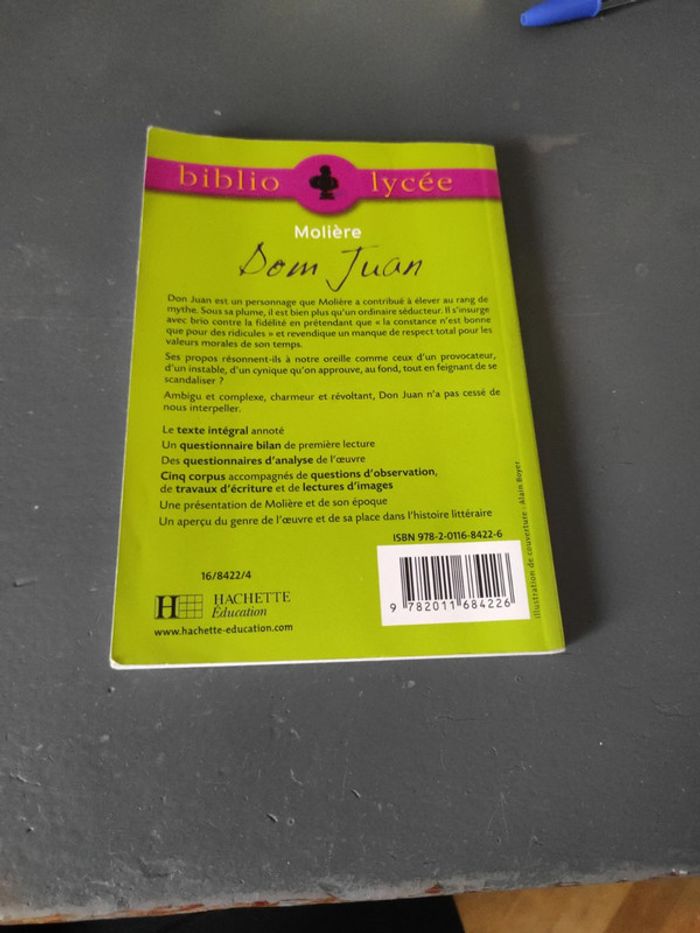 biblio lycée
Molière
Dom Juan
Don Juan est un personnage que Molière a contribué à élever au rang de
mythe. Sous sa plume, il est bien plus qu'un ordinaire séducteur. Il s'insurge
avec brio contre la fidélité en prétendant que « la constance n'est bonne
que pour des ridicules » et revendique un manque de respect total pour les
valeurs morales de son temps.
Ses propos résonnent-ils à notre oreille comme ceux d'un provocateur,
d'un instable, d'un cynique qu'on approuve, au fond, tout en feignant de se
scandaliser ?
Ambigu et complexe, charmeur et révoltant, Don Juan n'a pas cessé de
nous interpeller.
Le texte intégral annoté
Un questionnaire bilan de première lecture
Des questionnaires d'analyse de l'œuvre
Cinq corpus accompagnés de questions d'observation,
de travaux d'écriture et de lectures d'images
Une présentation de Molière et de son époque
Un aperçu du genre de l'œuvre et de sa place dans l'histoire littéraire
illustration de couverture : Alain Boyer
ISBN 978-2-0116-8422-6
16/8422/4
H HACHETTE
Éducation
www.hachette-education.com
9 782011 684226